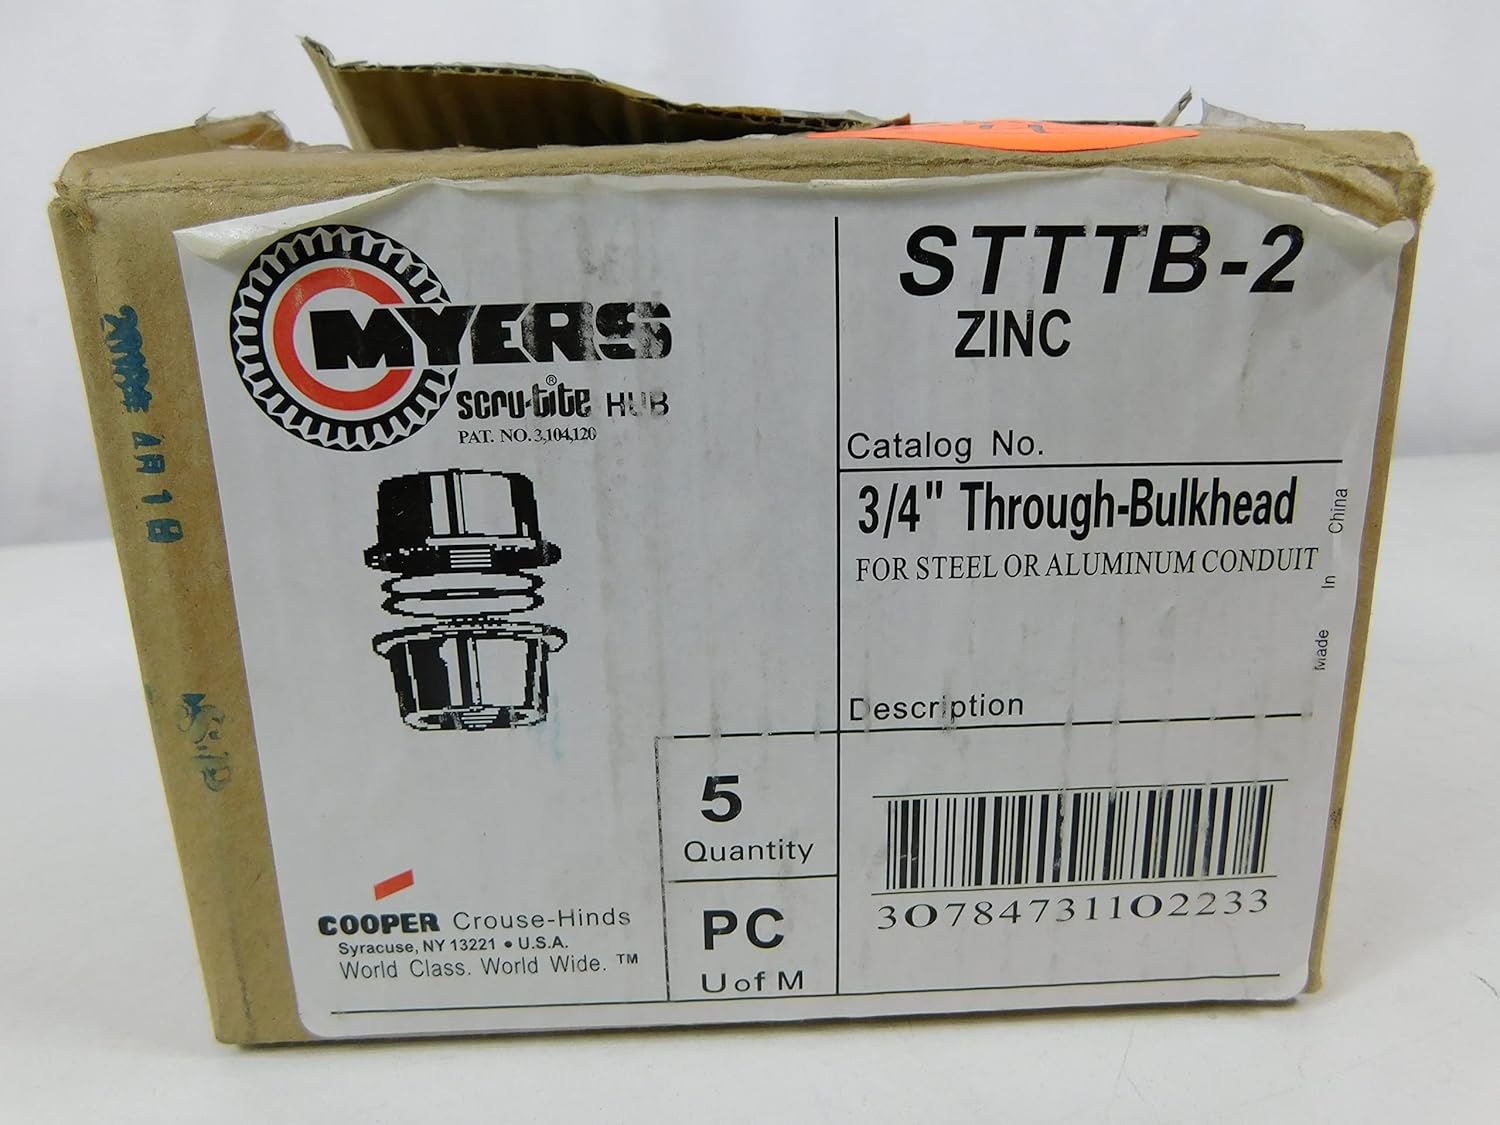 MYERS
scru-tite® HUB
PAT. NO. 3,104,120
STTTB-2
ZINC
Catalog No.
3/4" Through-Bulkhead
FOR STEEL OR ALUMINUM CONDUIT
Made In China
Description
5
Quantity
PC
U of M
30784731102233
COOPER Crouse-Hinds
Syracuse, NY 13221 • U.S.A.
World Class. World Wide. ™